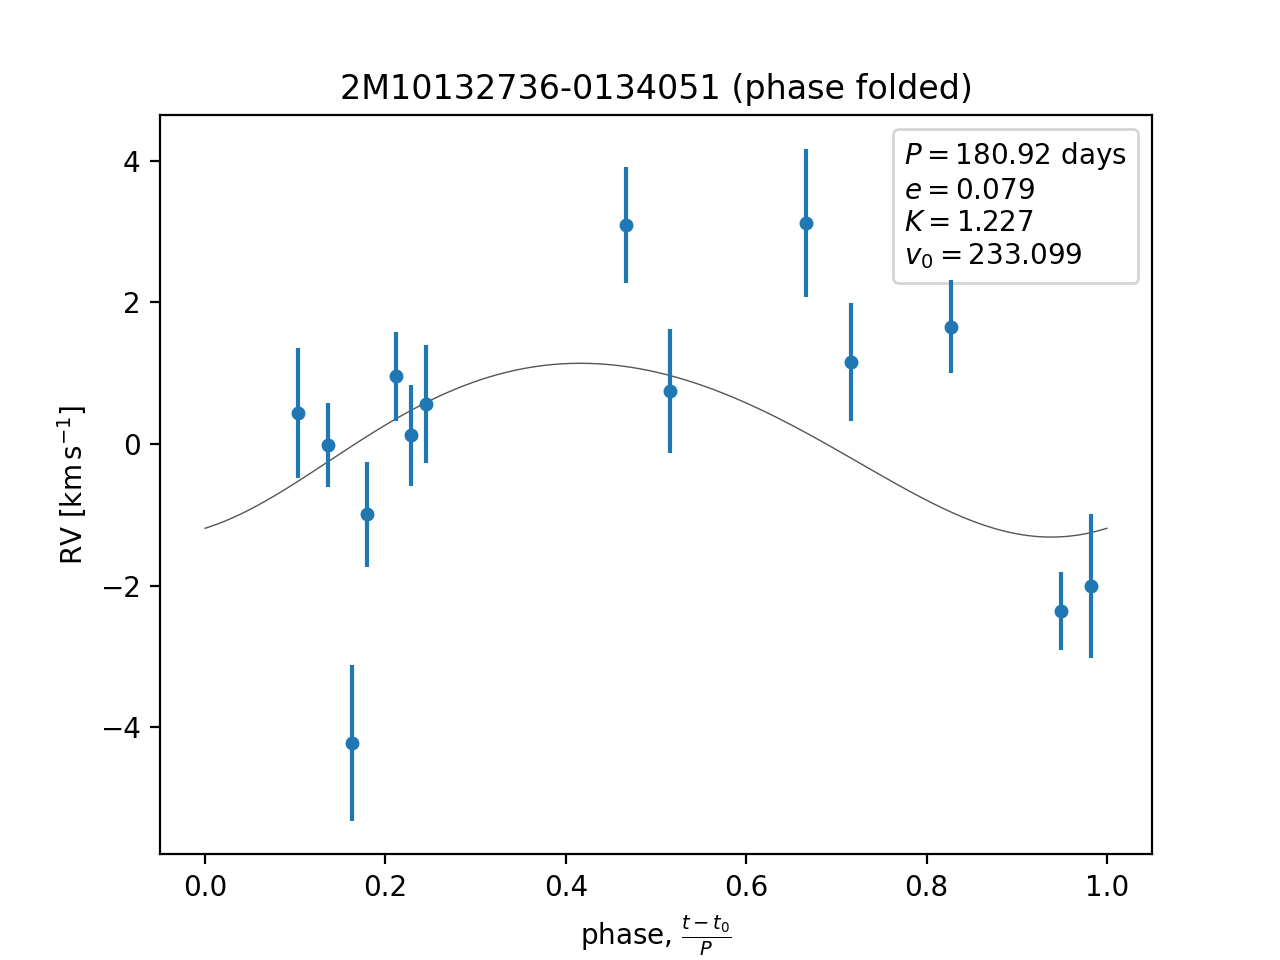 2M10132736-0134051 (phase folded)
P = 180.92 days
e = 0.079
K = 1.227
v₀ = 233.099
4
2
0
−2
−4
RV [km s⁻¹]
0.0 0.2 0.4 0.6 0.8 1.0
phase, (t − t₀)/P